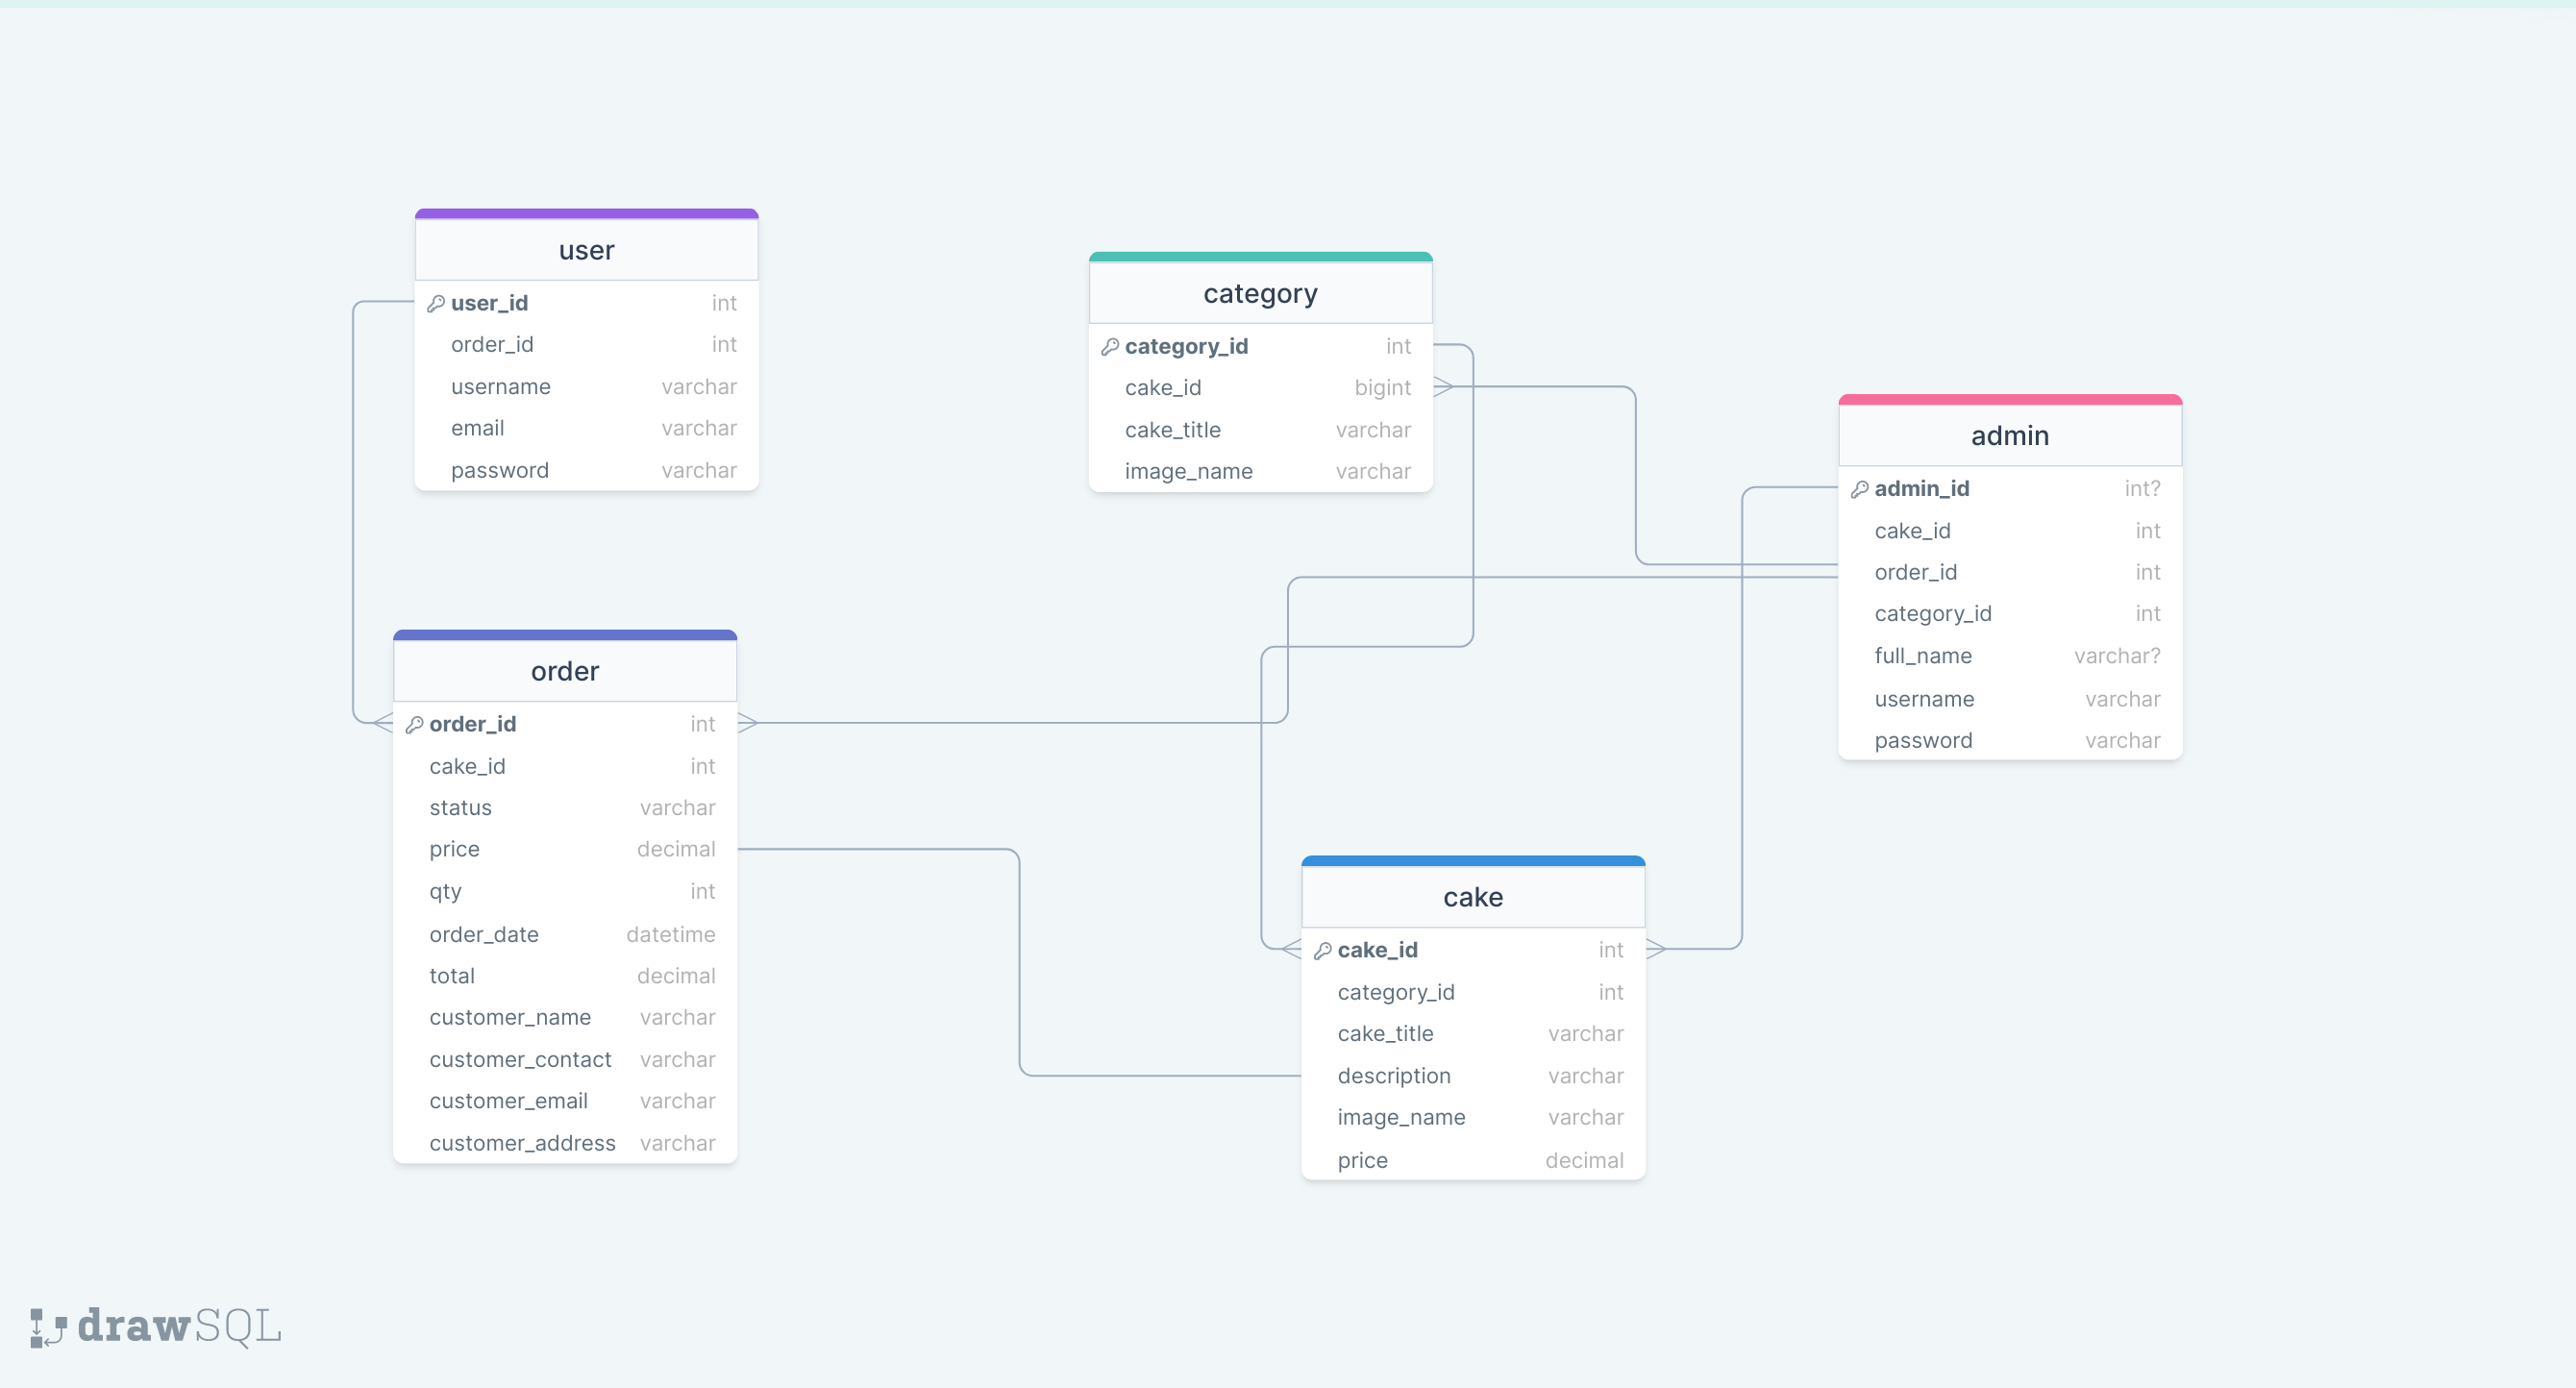 user
user_id int
order_id int
username varchar
email varchar
password varchar
category
category_id int
cake_id bigint
cake_title varchar
image_name varchar
admin
admin_id int?
cake_id int
order_id int
category_id int
full_name varchar?
username varchar
password varchar
order
order_id int
cake_id int
status varchar
price decimal
qty int
order_date datetime
total decimal
customer_name varchar
customer_contact varchar
customer_email varchar
customer_address varchar
cake
cake_id int
category_id int
cake_title varchar
description varchar
image_name varchar
price decimal
drawSQL